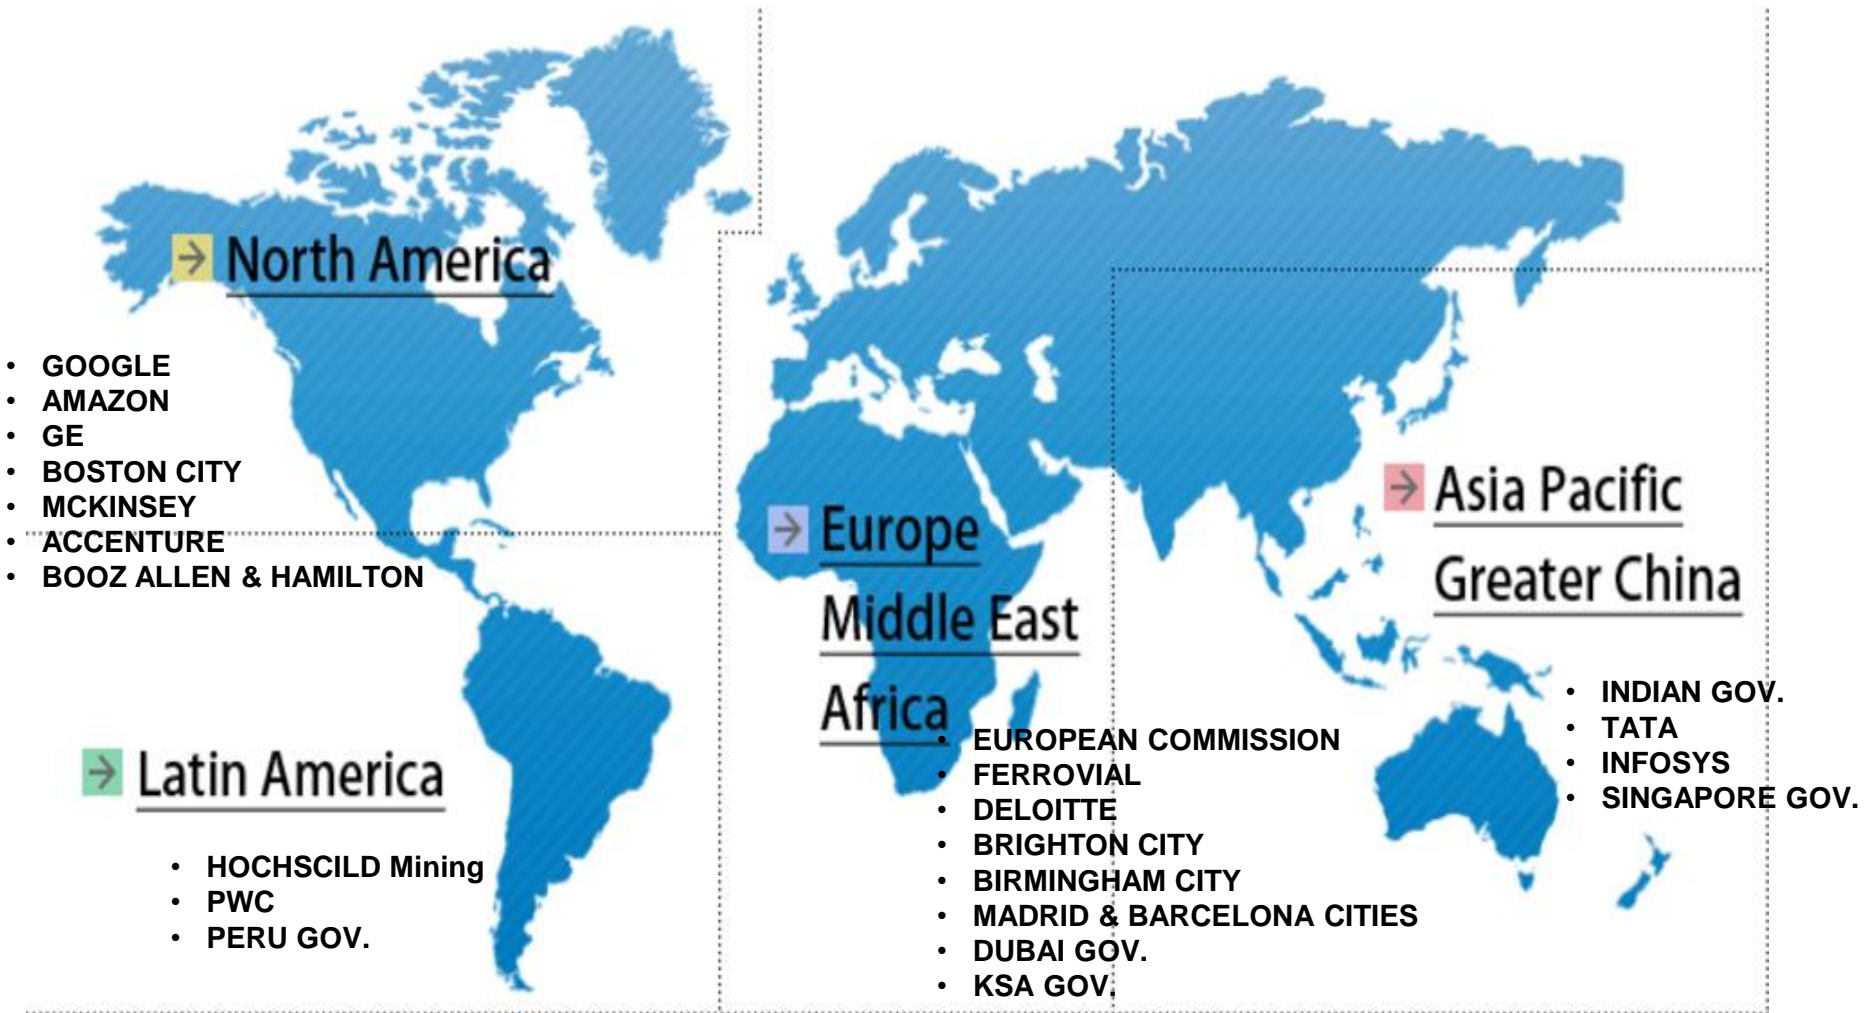 North America
• GOOGLE
• AMAZON
• GE
• BOSTON CITY
• MCKINSEY
• ACCENTURE
• BOOZ ALLEN & HAMILTON
Latin America
• HOCHSCILD Mining
• PWC
• PERU GOV.
Europe
Middle East
Africa
• EUROPEAN COMMISSION
• FERROVIAL
• DELOITTE
• BRIGHTON CITY
• BIRMINGHAM CITY
• MADRID & BARCELONA CITIES
• DUBAI GOV.
• KSA GOV.
Asia Pacific
Greater China
• INDIAN GOV.
• TATA
• INFOSYS
• SINGAPORE GOV.